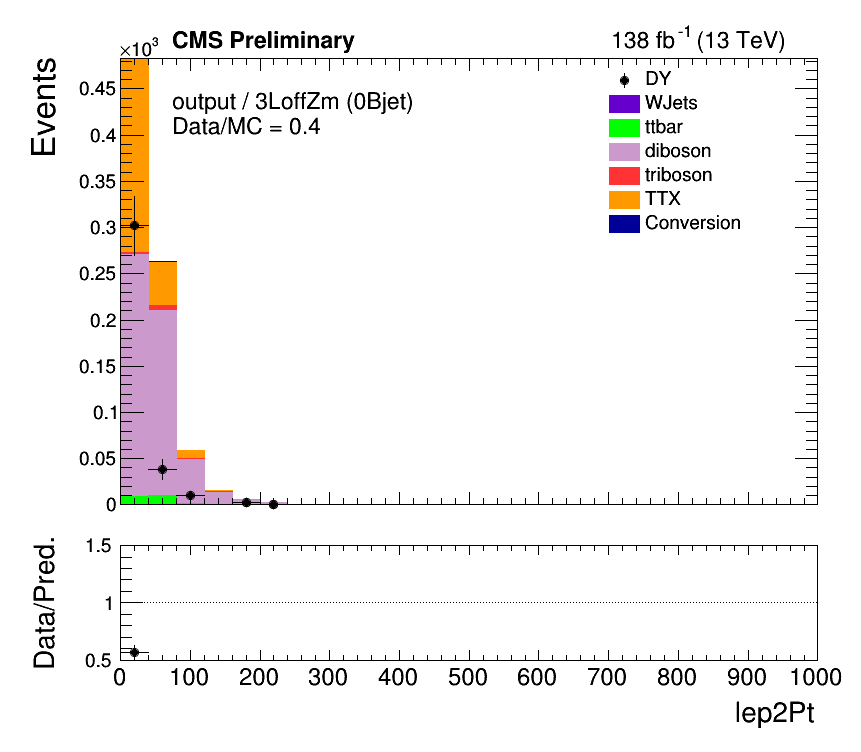 ×10³ CMS Preliminary 138 fb⁻¹ (13 TeV)
Events
output / 3LoffZm (0Bjet)
Data/MC = 0.4
DY
WJets
ttbar
diboson
triboson
TTX
Conversion
0.45
0.4
0.35
0.3
0.25
0.2
0.15
0.1
0.05
0
Data/Pred.
1.5
1
0.5
0 100 200 300 400 500 600 700 800 900 1000
lep2Pt